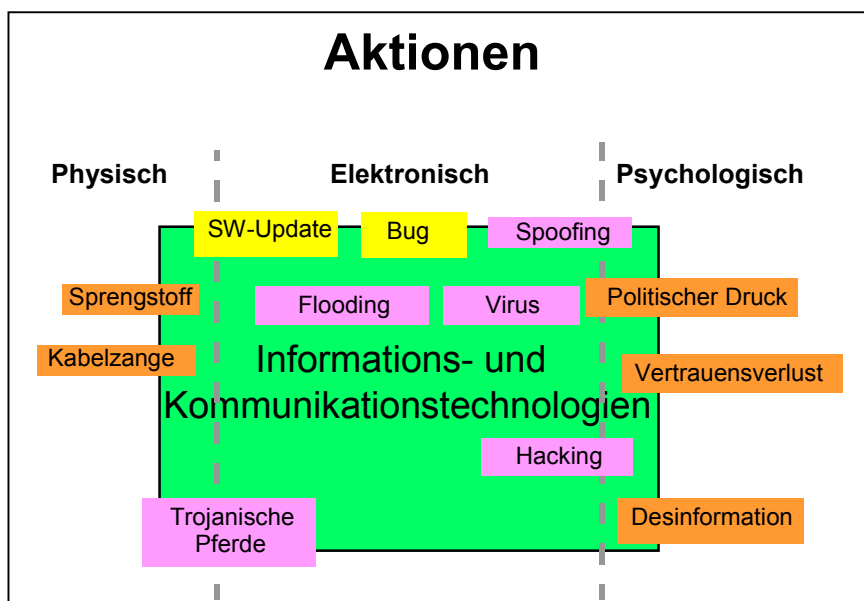 Aktionen
Physisch
Elektronisch
Psychologisch
SW-Update
Bug
Spoofing
Sprengstoff
Flooding
Virus
Politischer Druck
Kabelzange
Informations- und
Kommunikationstechnologien
Vertrauensverlust
Hacking
Trojanische
Pferde
Desinformation